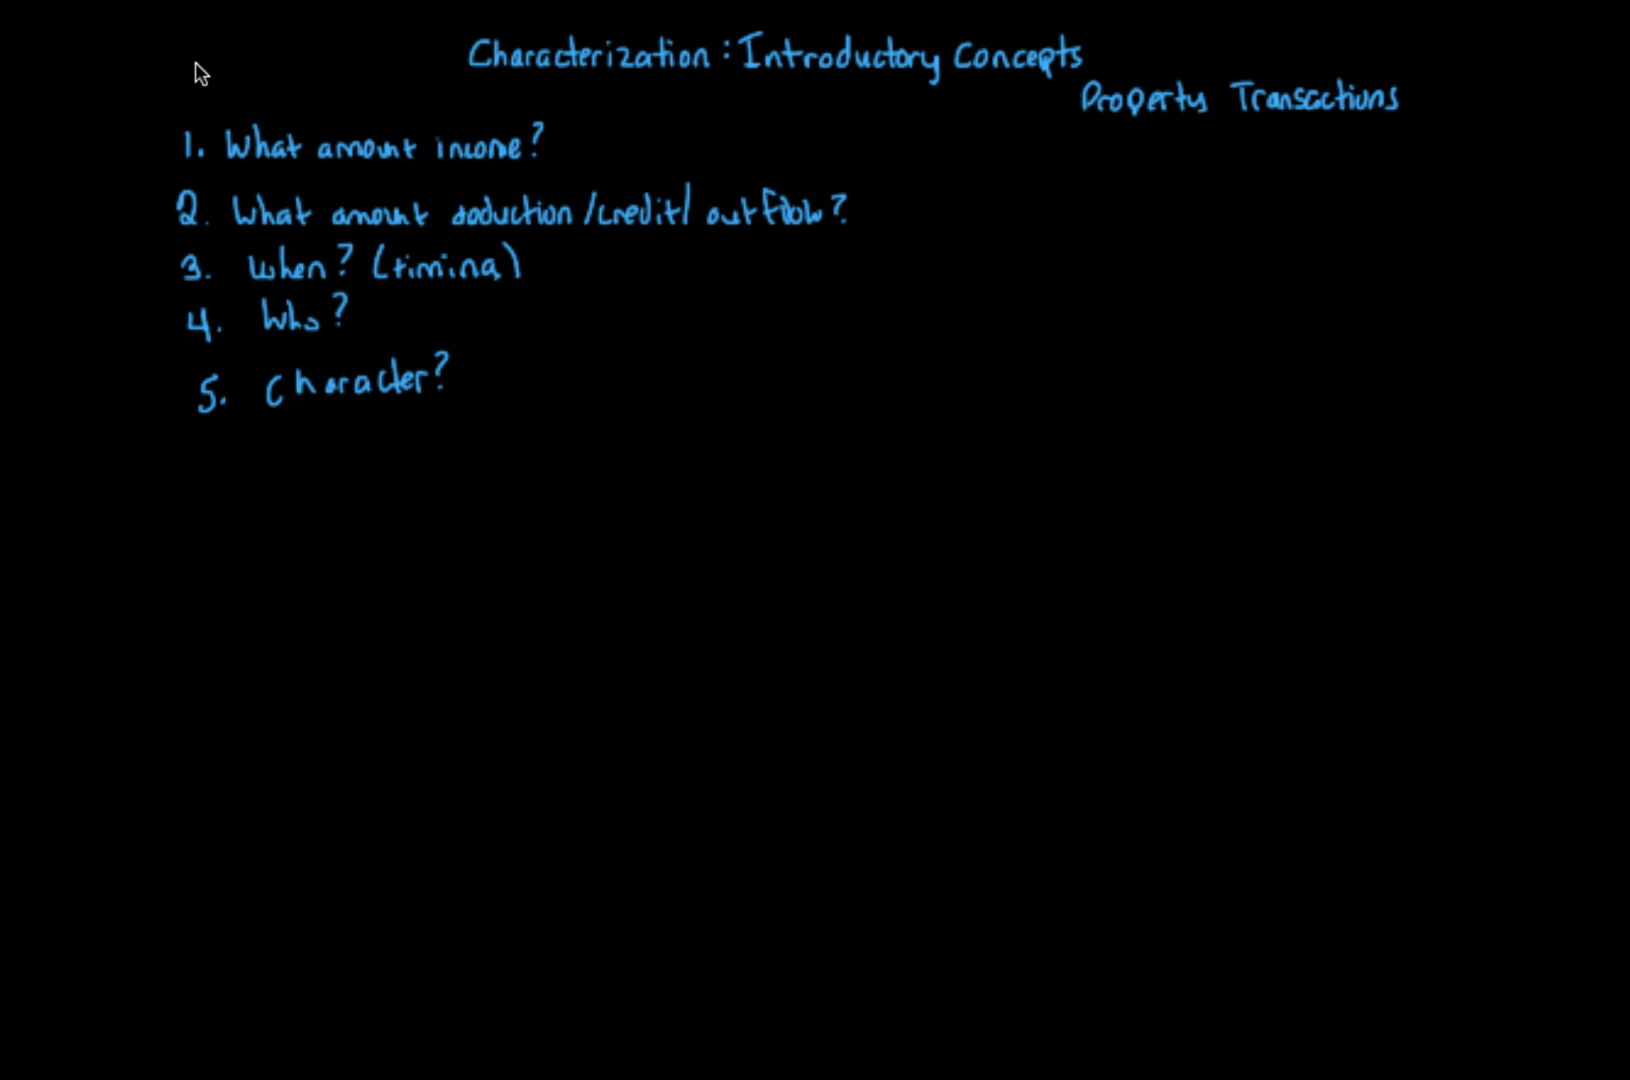 Characterization : Introductory Concepts
Property Transactions
1. What amount income?
2. What amount deduction /credit/ outflow?
3. When? (timing)
4. Who?
5. Character?